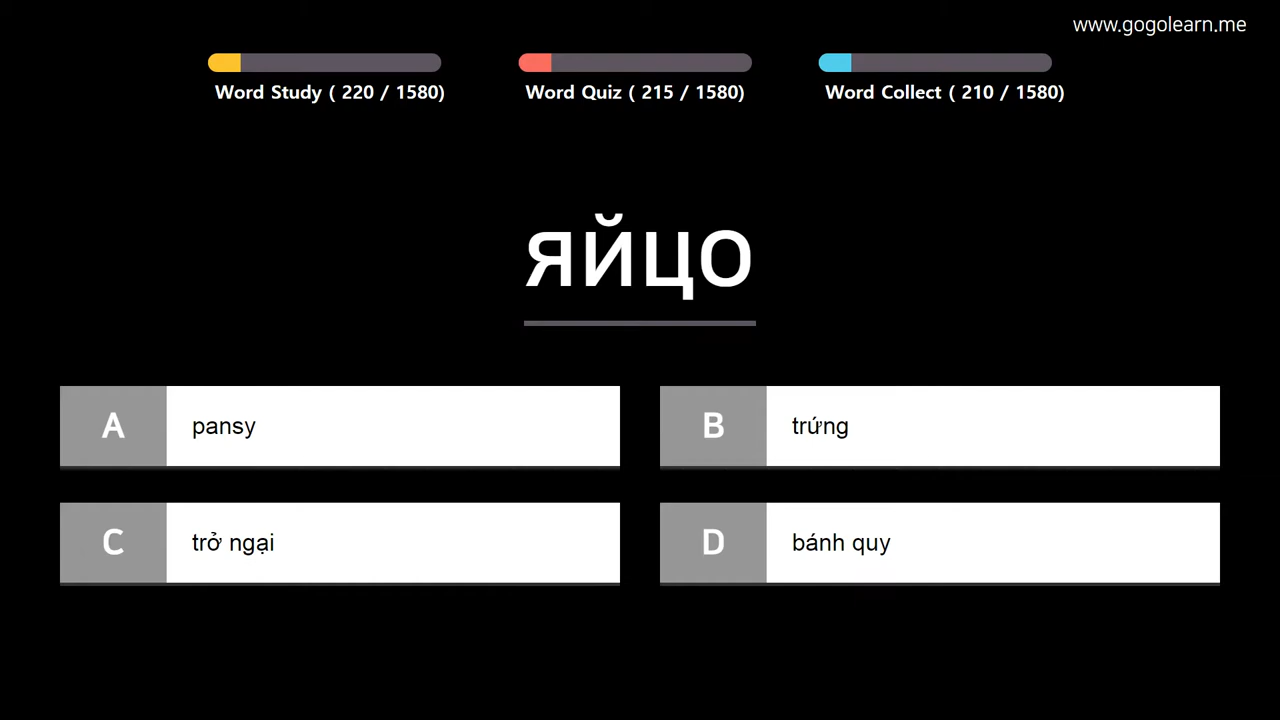 www.gogolearn.me
Word Study ( 220 / 1580)
Word Quiz ( 215 / 1580)
Word Collect ( 210 / 1580)
яйцо
A
pansy
B
trứng
C
trở ngại
D
bánh quy